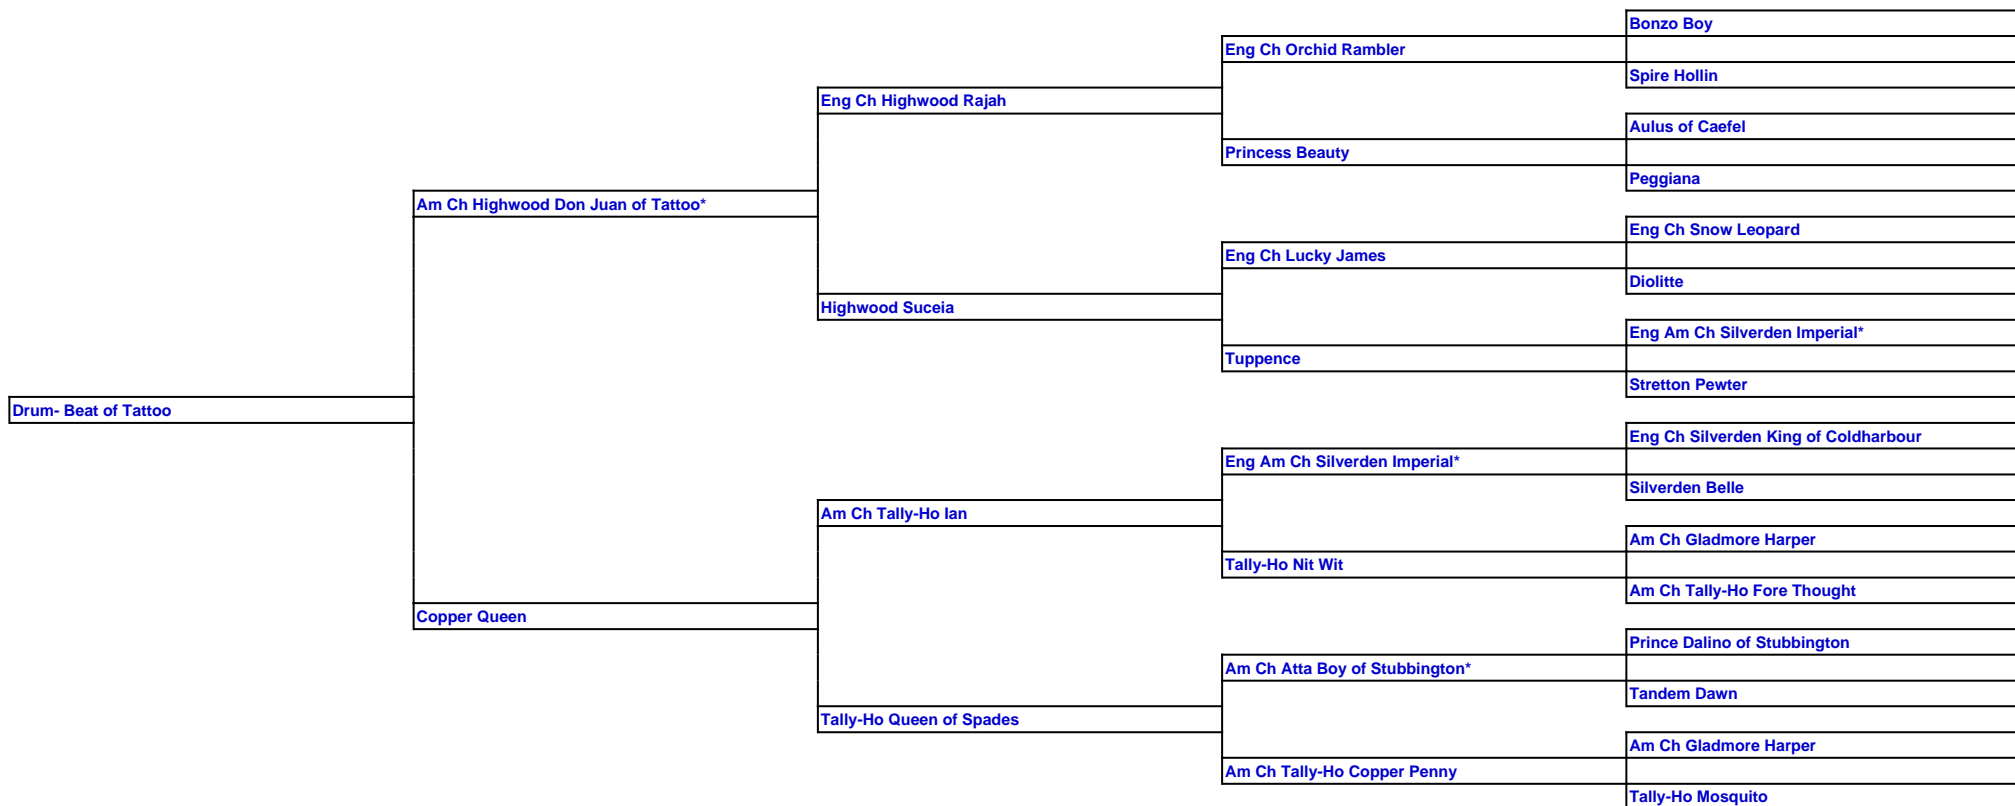 Bonzo Boy
Eng Ch Orchid Rambler
Spire Hollin
Eng Ch Highwood Rajah
Aulus of Caefel
Princess Beauty
Peggiana
Am Ch Highwood Don Juan of Tattoo*
Eng Ch Snow Leopard
Eng Ch Lucky James
Diolitte
Highwood Suceia
Eng Am Ch Silverden Imperial*
Tuppence
Stretton Pewter
Drum- Beat of Tattoo
Eng Ch Silverden King of Coldharbour
Eng Am Ch Silverden Imperial*
Silverden Belle
Am Ch Tally-Ho Ian
Am Ch Gladmore Harper
Tally-Ho Nit Wit
Am Ch Tally-Ho Fore Thought
Copper Queen
Prince Dalino of Stubbington
Am Ch Atta Boy of Stubbington*
Tandem Dawn
Tally-Ho Queen of Spades
Am Ch Gladmore Harper
Am Ch Tally-Ho Copper Penny
Tally-Ho Mosquito